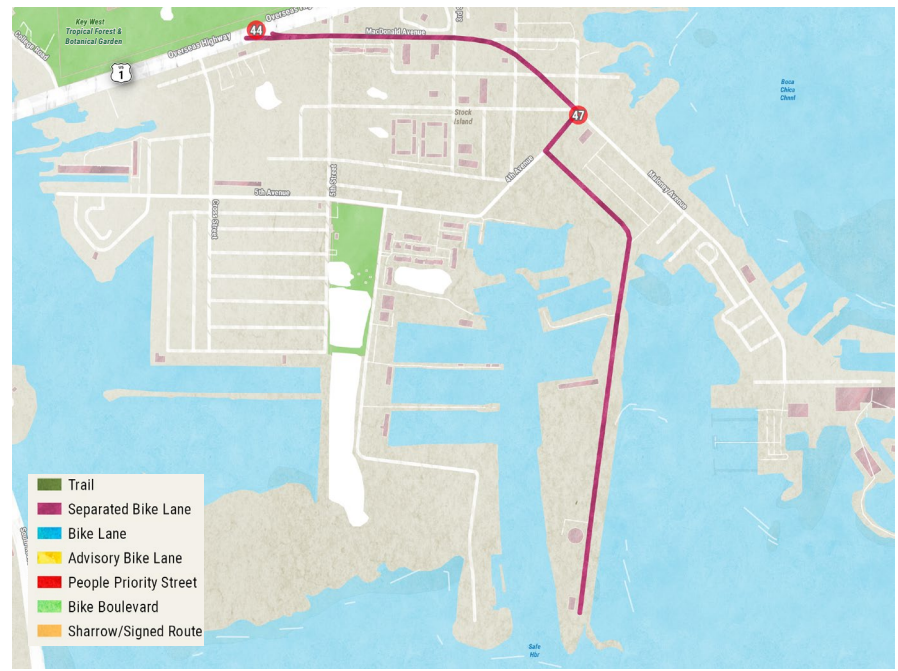 Key West
Tropical Forest &
Botanical Garden
College Road
Overseas Highway
US
1
44
MacDonald Avenue
Boca
Chica
Chnnl
Stock
Island
47
4th Avenue
Maloney Avenue
5th Avenue
5th Street
Cross Street
Trail
Separated Bike Lane
Bike Lane
Advisory Bike Lane
People Priority Street
Bike Boulevard
Sharrow/Signed Route
Safe
Hbr